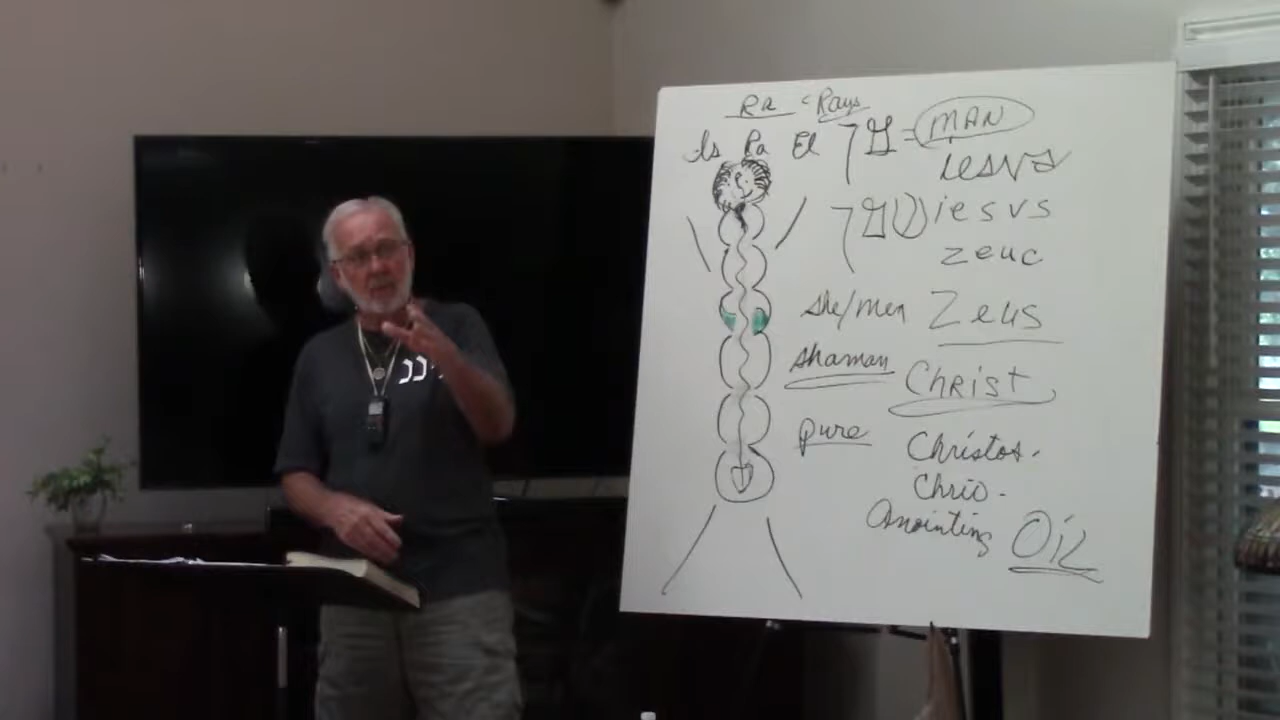 Ra = Rays
Is Ra El
= MAN
iesvs
iesvs
zeuc
she/men
Zeus
shaman
Christ
pure
Christos.
Chrio.
Anointing Oil